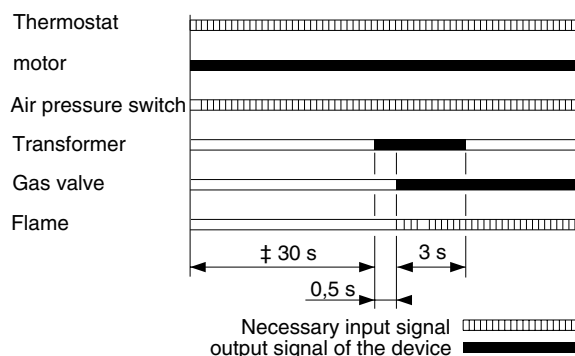 Thermostat
motor
Air pressure switch
Transformer
Gas valve
Flame
‡ 30 s
3 s
0,5 s
Necessary input signal
output signal of the device